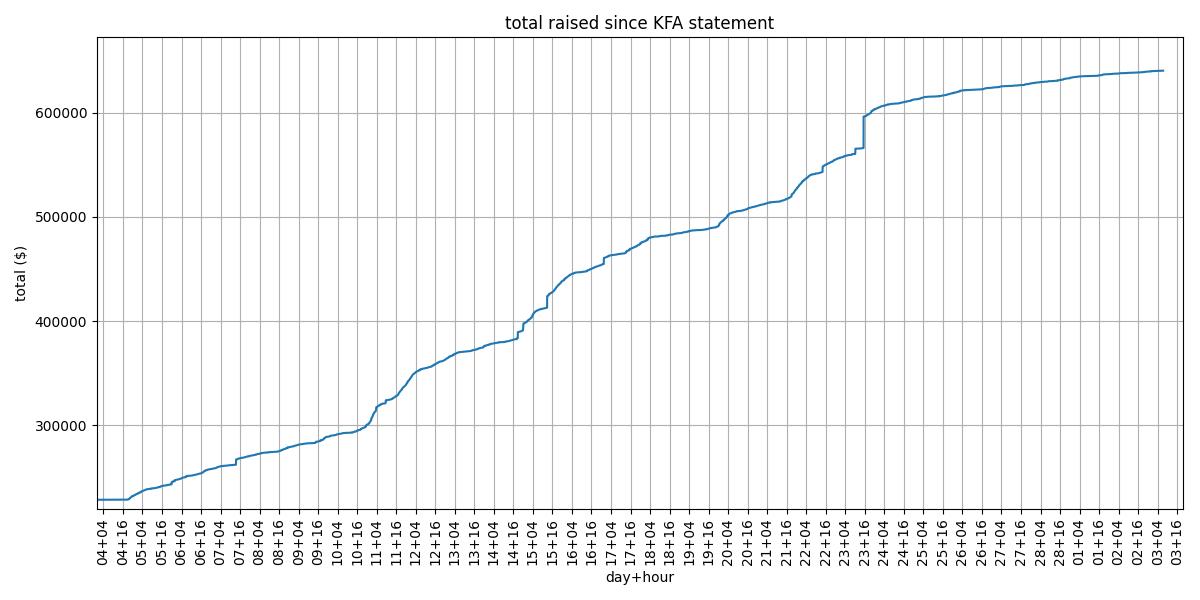 total raised since KFA statement
total ($)
600000
500000
400000
300000
04+04 04+16 05+04 05+16 06+04 06+16 07+04 07+16 08+04 08+16 09+04 09+16 10+04 10+16 11+04 11+16 12+04 12+16 13+04 13+16 14+04 14+16 15+04 15+16 16+04 16+16 17+04 17+16 18+04 18+16 19+04 19+16 20+04 20+16 21+04 21+16 22+04 22+16 23+04 23+16 24+04 24+16 25+04 25+16 26+04 26+16 27+04 27+16 28+04 28+16 01+04 01+16 02+04 02+16 03+04 03+16
day+hour